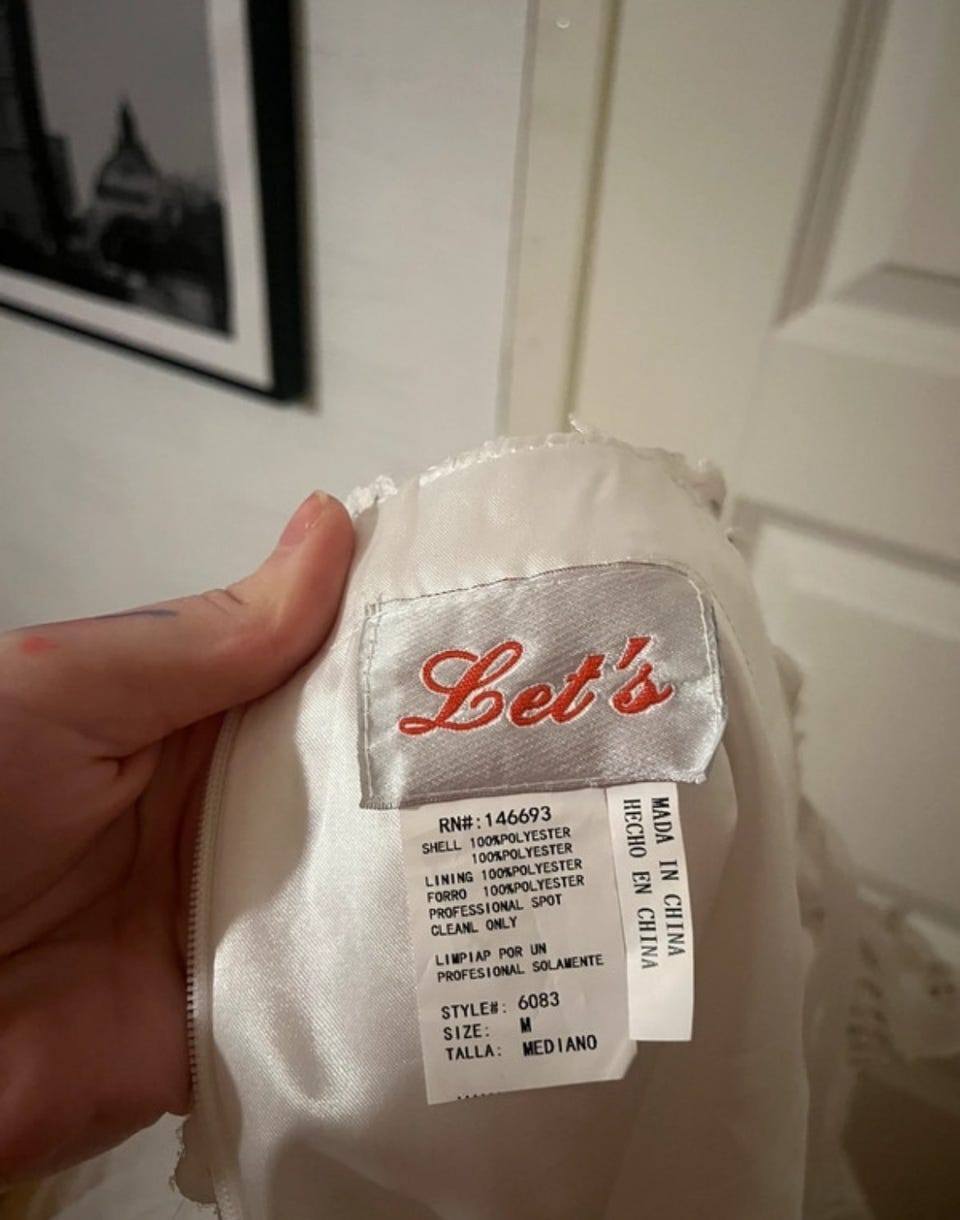 Let's
RN#:146693
SHELL 100%POLYESTER
100%POLYESTER
LINING 100%POLYESTER
FORRO 100%POLYESTER
PROFESSIONAL SPOT
CLEANL ONLY
LIMPIAP POR UN
PROFESIONAL SOLAMENTE
STYLE#: 6083
SIZE: M
TALLA: MEDIANO
MADA IN CHINA
HECHO EN CHINA